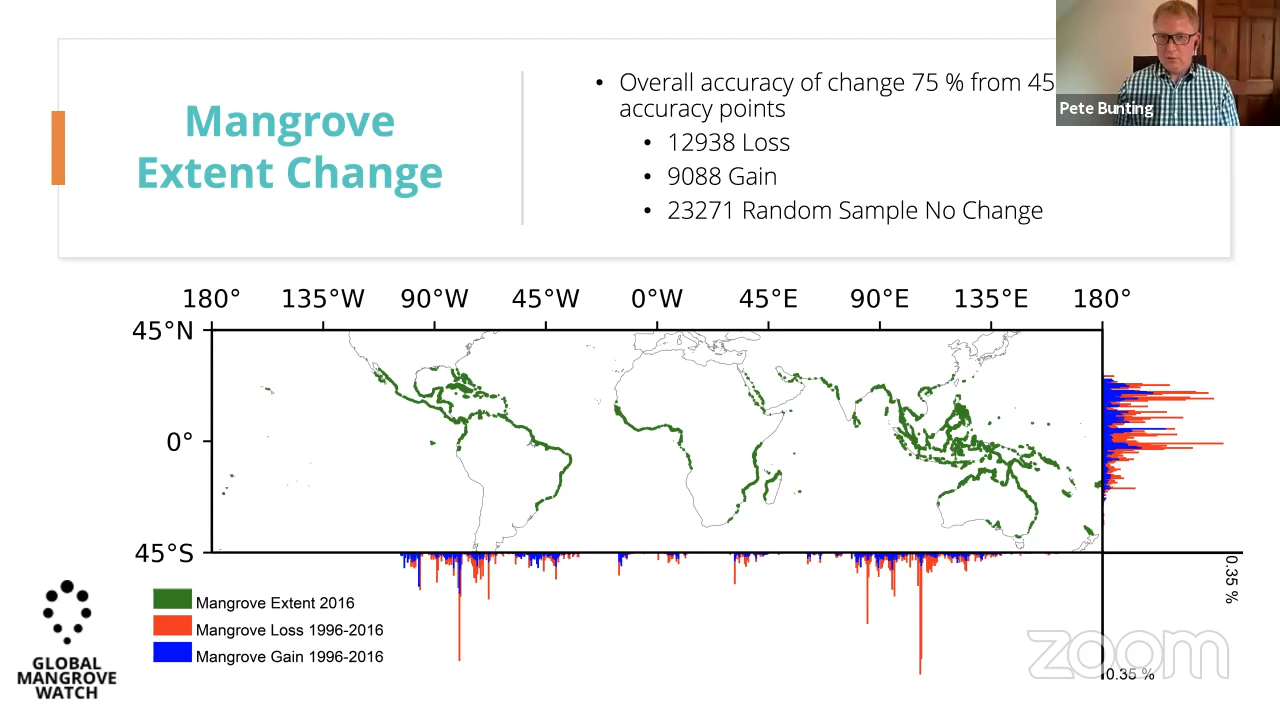 Mangrove
Extent Change
• Overall accuracy of change 75 % from 45
accuracy points
• 12938 Loss
• 9088 Gain
• 23271 Random Sample No Change
Pete Bunting
180° 135°W 90°W 45°W 0°W 45°E 90°E 135°E 180°
45°N
0°
45°S
0.35 %
0.35 %
Mangrove Extent 2016
Mangrove Loss 1996-2016
Mangrove Gain 1996-2016
GLOBAL
MANGROVE
WATCH
zoom